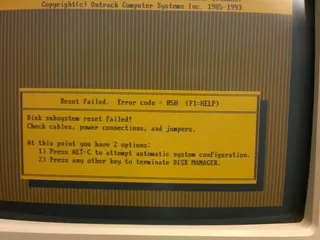 Copyright(c) Ontrack Computer Systems Inc. 1985-1993
Reset failed. Error code = 05H (F1=HELP)
Disk subsystem reset failed!
Check cables, power connections, and jumpers.
At this point you have 2 options:
1) Press ALT-C to attempt automatic system configuration.
2) Press any other key to terminate DISK MANAGER.